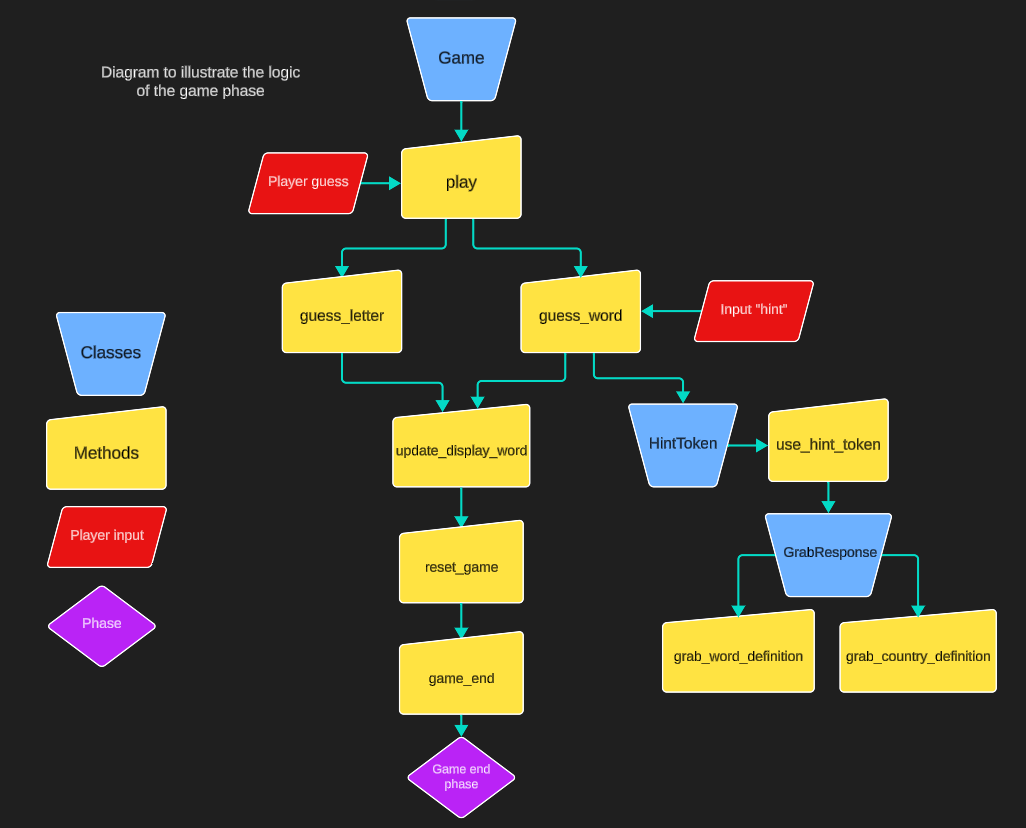 Game
Diagram to illustrate the logic
of the game phase
Player guess
play
guess_letter
guess_word
Input "hint"
Classes
Methods
Player input
Phase
update_display_word
HintToken
use_hint_token
reset_game
GrabResponse
game_end
grab_word_definition
grab_country_definition
Game end
phase